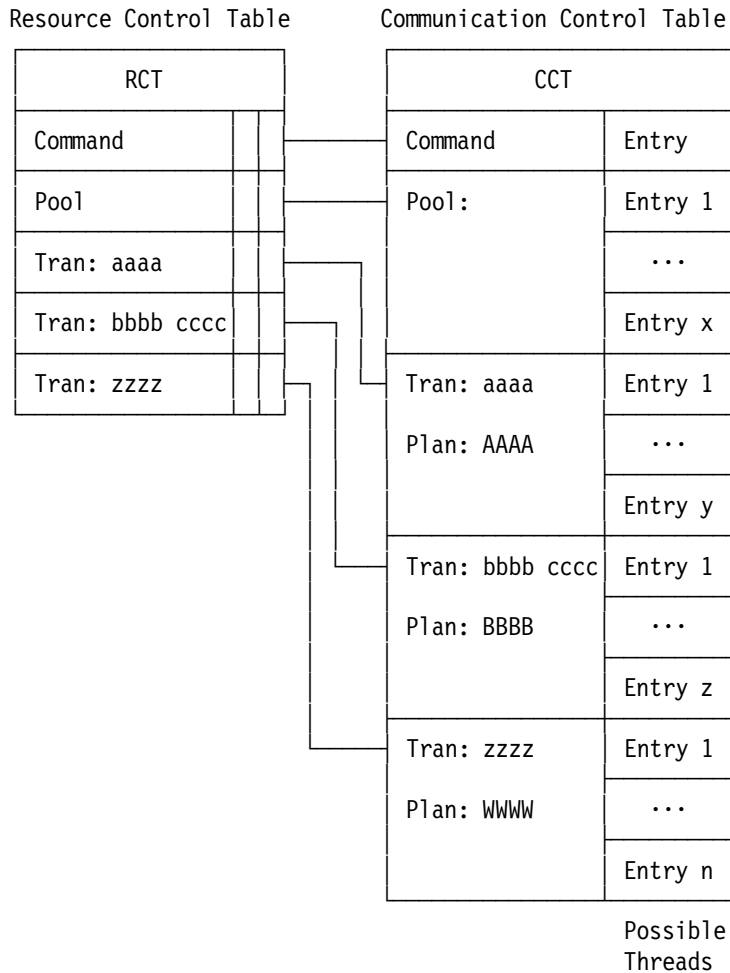 Resource Control Table Communication Control Table
RCT CCT
Command Command Entry
Pool Pool: Entry 1
Tran: aaaa ...
Tran: bbbb cccc Entry x
Tran: zzzz Tran: aaaa Entry 1
Plan: AAAA ...
Entry y
Tran: bbbb cccc Entry 1
Plan: BBBB ...
Entry z
Tran: zzzz Entry 1
Plan: WWWW ...
Entry n
Possible
Threads